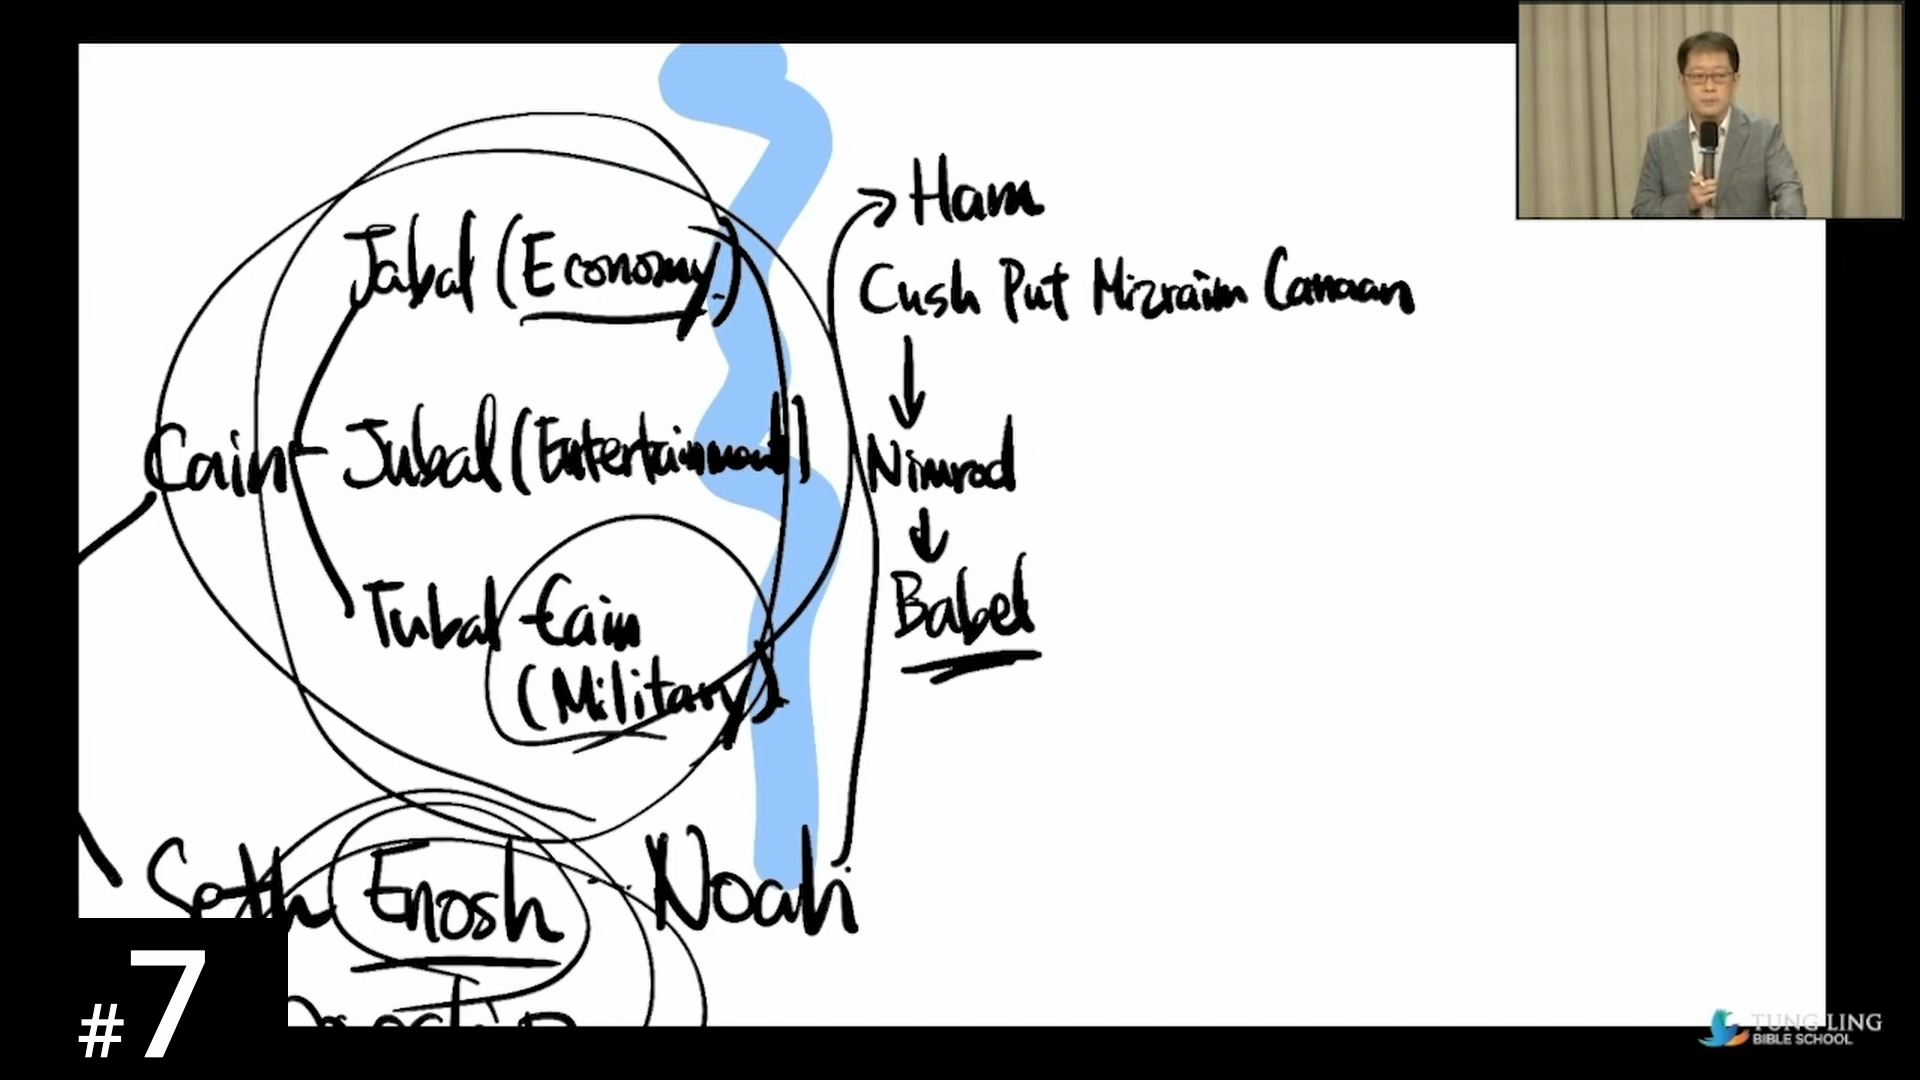 Ham
Jabal (Economy)
Cush Put Mizraim Canaan
Cain
Jubal (Entertainment)
Nimrod
Tubal Cain
(Military)
Babel
Seth Enosh Noah
#7
TUNG LING
BIBLE SCHOOL